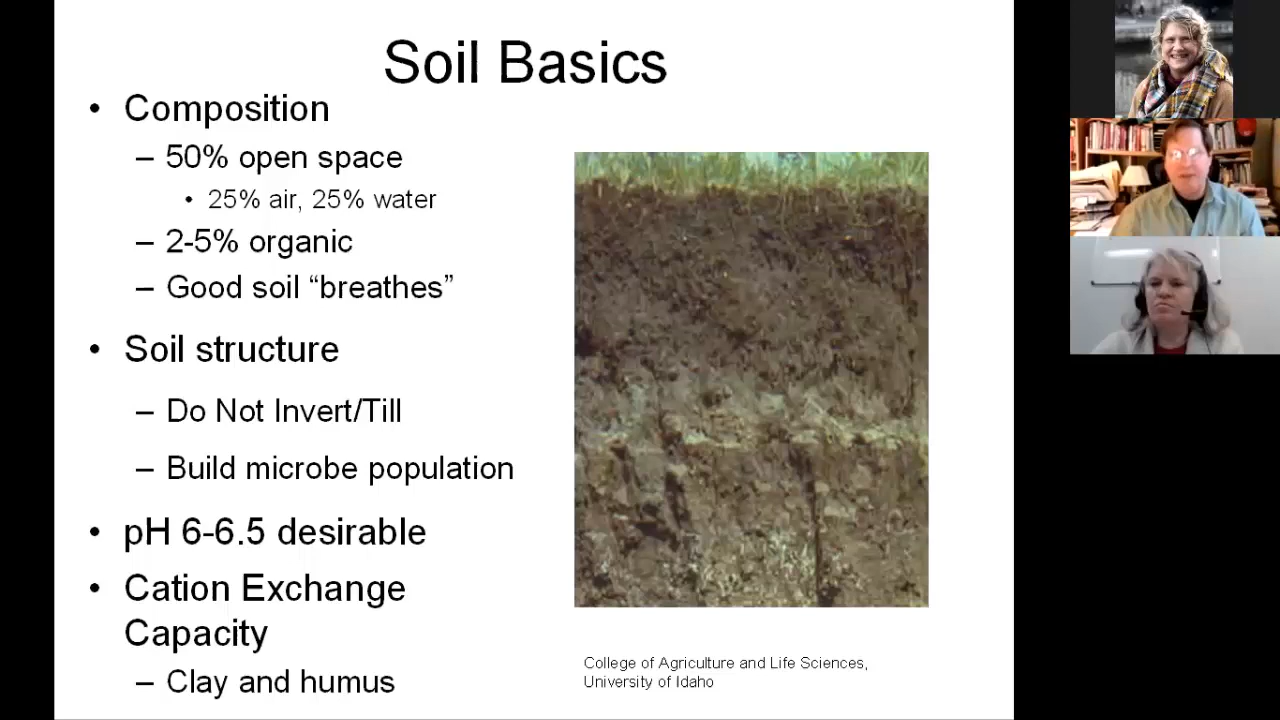 Soil Basics
• Composition
– 50% open space
• 25% air, 25% water
– 2-5% organic
– Good soil “breathes”
• Soil structure
– Do Not Invert/Till
– Build microbe population
• pH 6-6.5 desirable
• Cation Exchange
Capacity
– Clay and humus
College of Agriculture and Life Sciences,
University of Idaho